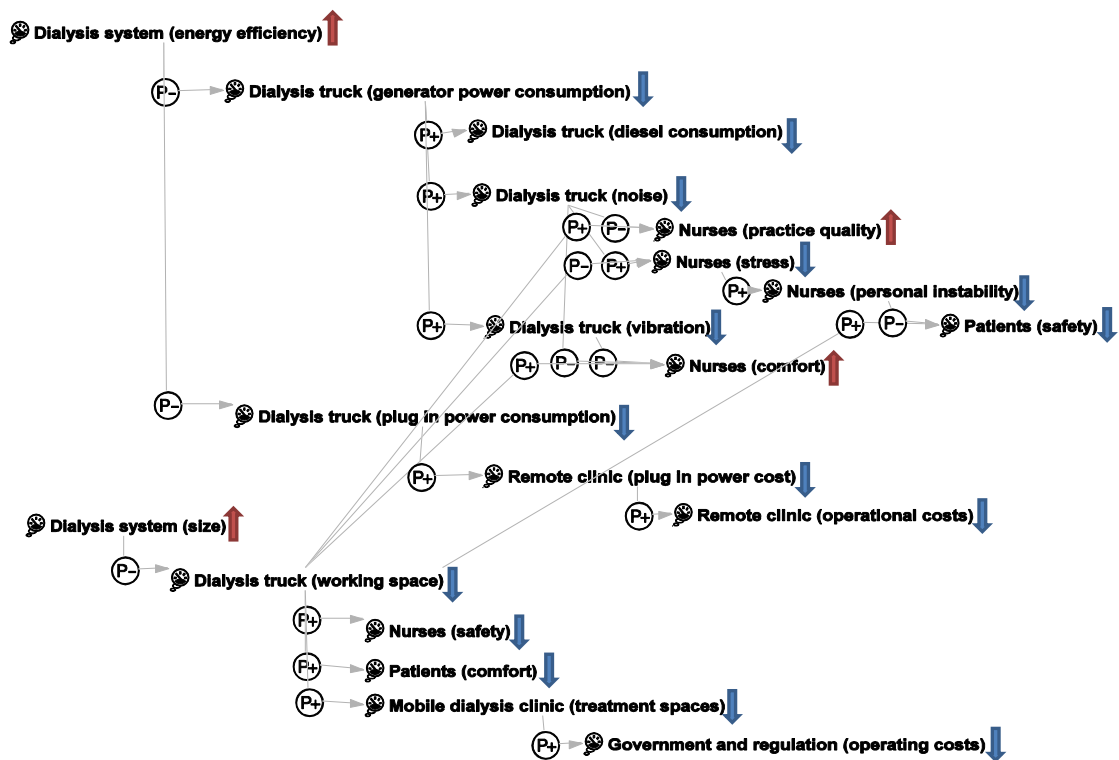 Dialysis system (energy efficiency)
P- Dialysis truck (generator power consumption)
P+ Dialysis truck (diesel consumption)
P+ Dialysis truck (noise)
P+ P- Nurses (practice quality)
P- P+ Nurses (stress)
P+ Nurses (personal instability)
P+ Dialysis truck (vibration)
P+ P- Patients (safety)
P+ P- P- Nurses (comfort)
P- Dialysis truck (plug in power consumption)
P+ Remote clinic (plug in power cost)
P+ Remote clinic (operational costs)
Dialysis system (size)
P- Dialysis truck (working space)
P+ Nurses (safety)
P+ Patients (comfort)
P+ Mobile dialysis clinic (treatment spaces)
P+ Government and regulation (operating costs)